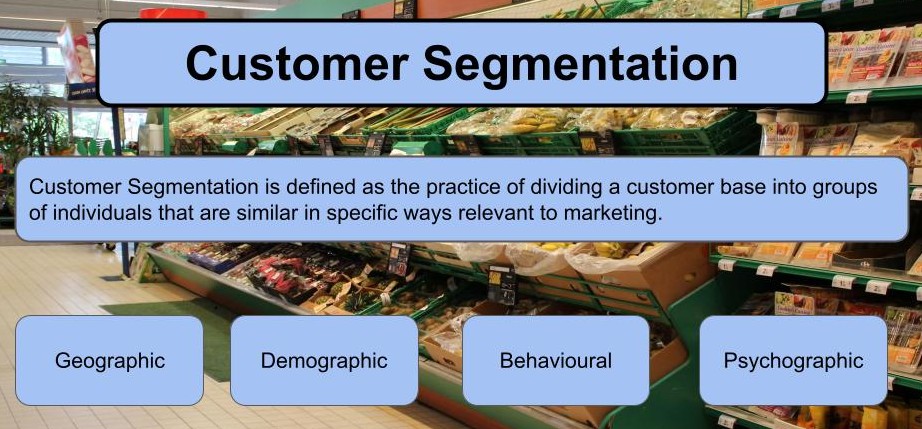 Customer Segmentation
Customer Segmentation is defined as the practice of dividing a customer base into groups
of individuals that are similar in specific ways relevant to marketing.
Geographic
Demographic
Behavioural
Psychographic